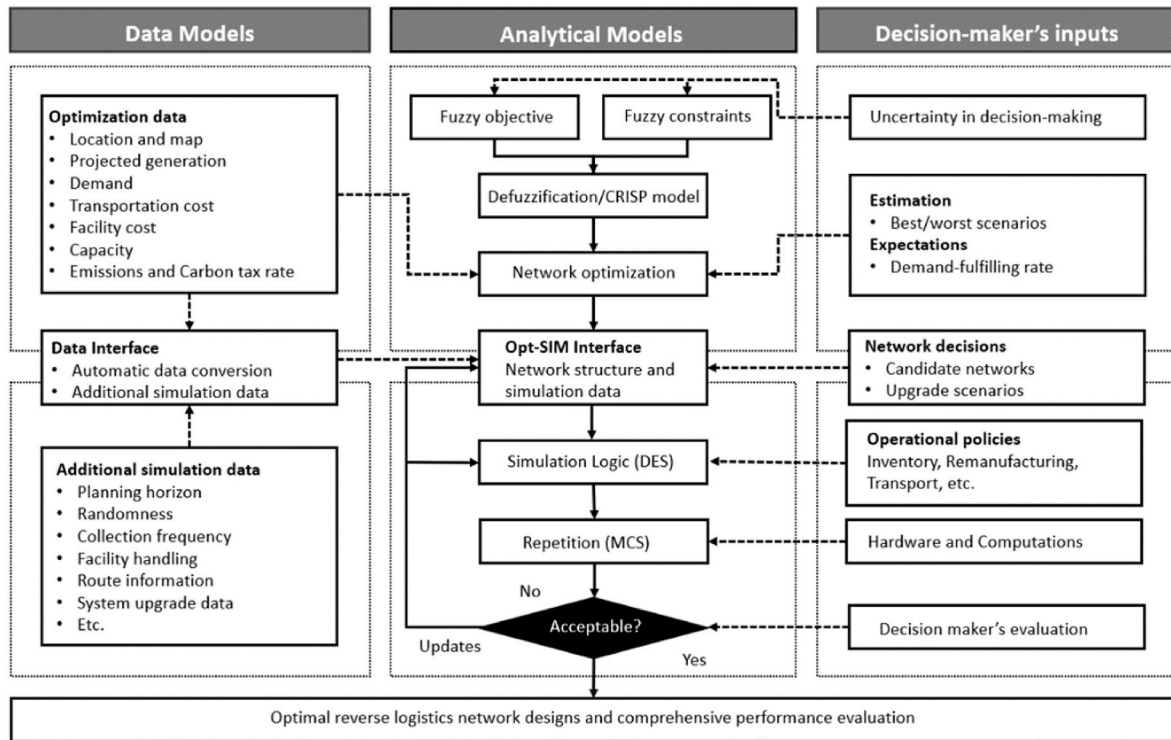 Data Models
Analytical Models
Decision-maker's inputs
Optimization data
• Location and map
• Projected generation
• Demand
• Transportation cost
• Facility cost
• Capacity
• Emissions and Carbon tax rate
Data Interface
• Automatic data conversion
• Additional simulation data
Additional simulation data
• Planning horizon
• Randomness
• Collection frequency
• Facility handling
• Route information
• System upgrade data
• Etc.
Fuzzy objective
Fuzzy constraints
Defuzzification/CRISP model
Network optimization
Opt-SIM Interface
Network structure and
simulation data
Simulation Logic (DES)
Repetition (MCS)
No
Acceptable?
Updates
Yes
Uncertainty in decision-making
Estimation
• Best/worst scenarios
Expectations
• Demand-fulfilling rate
Network decisions
• Candidate networks
• Upgrade scenarios
Operational policies
Inventory, Remanufacturing,
Transport, etc.
Hardware and Computations
Decision maker's evaluation
Optimal reverse logistics network designs and comprehensive performance evaluation